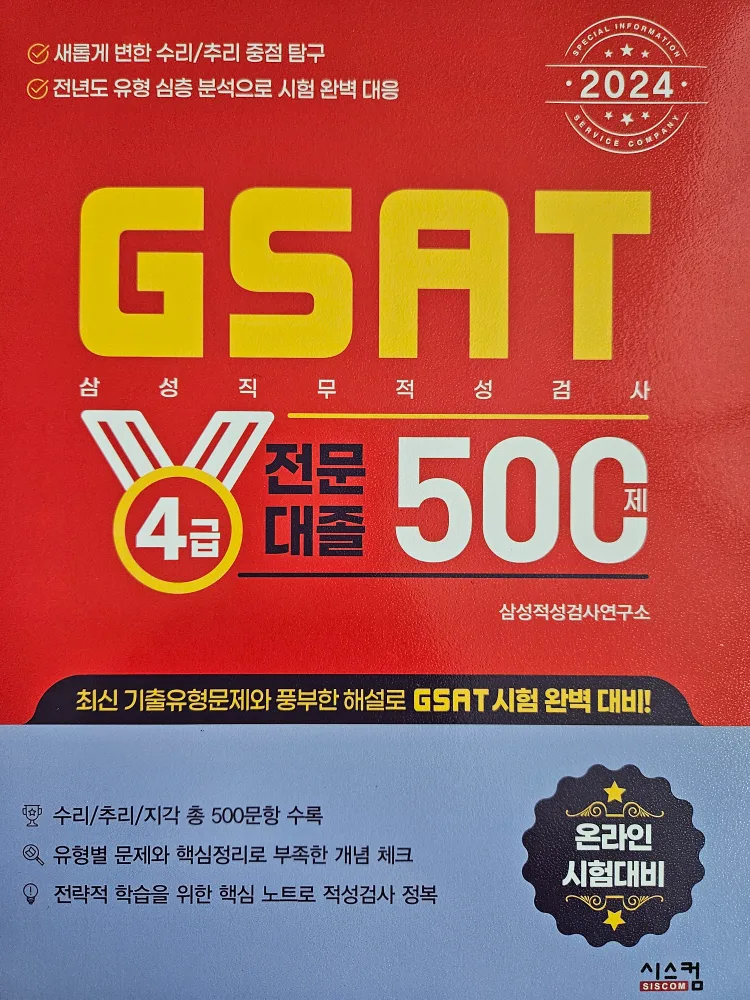 새롭게 변한 수리/추리 중점 탐구
전년도 유형 심층 분석으로 시험 완벽 대응
SPECIAL INFORMATION
2024
SERVICE COMPANY
GSAT
삼성직무적성검사
4급
전문
대졸
500제
삼성적성검사연구소
최신 기출유형문제와 풍부한 해설로 GSAT 시험 완벽 대비!
수리/추리/지각 총 500문항 수록
유형별 문제와 핵심정리로 부족한 개념 체크
전략적 학습을 위한 핵심 노트로 적성검사 정복
온라인
시험대비
시스컴
SISCOM